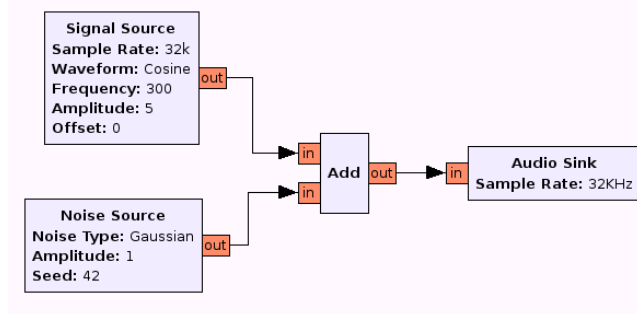 Signal Source
Sample Rate: 32k
Waveform: Cosine
Frequency: 300
Amplitude: 5
Offset: 0
out
in
in
Add
out
in
Audio Sink
Sample Rate: 32KHz
Noise Source
Noise Type: Gaussian
Amplitude: 1
Seed: 42
out